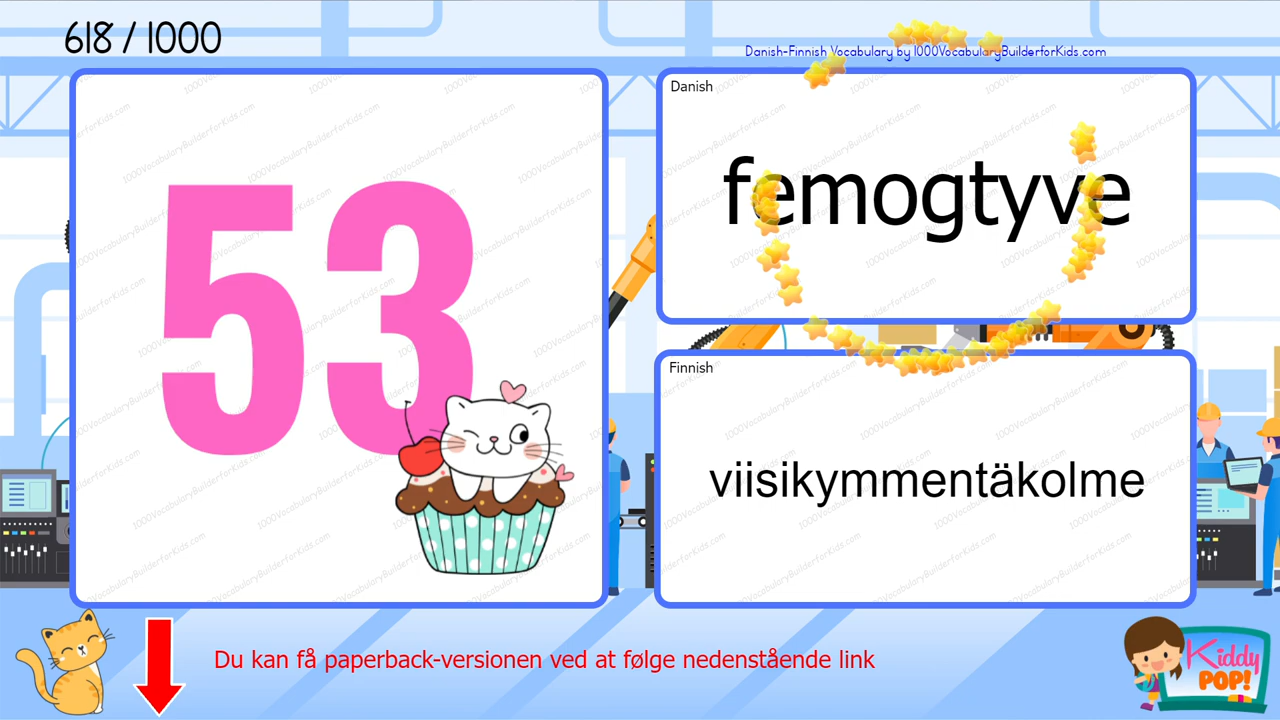 618 / 1000
Danish-Finnish Vocabulary by 1000VocabularyBuilderforKids.com
53
Danish
femogtyve
Finnish
viisikymmentäkolme
Du kan få paperback-versionen ved at følge nedenstående link
Kiddy
POP!